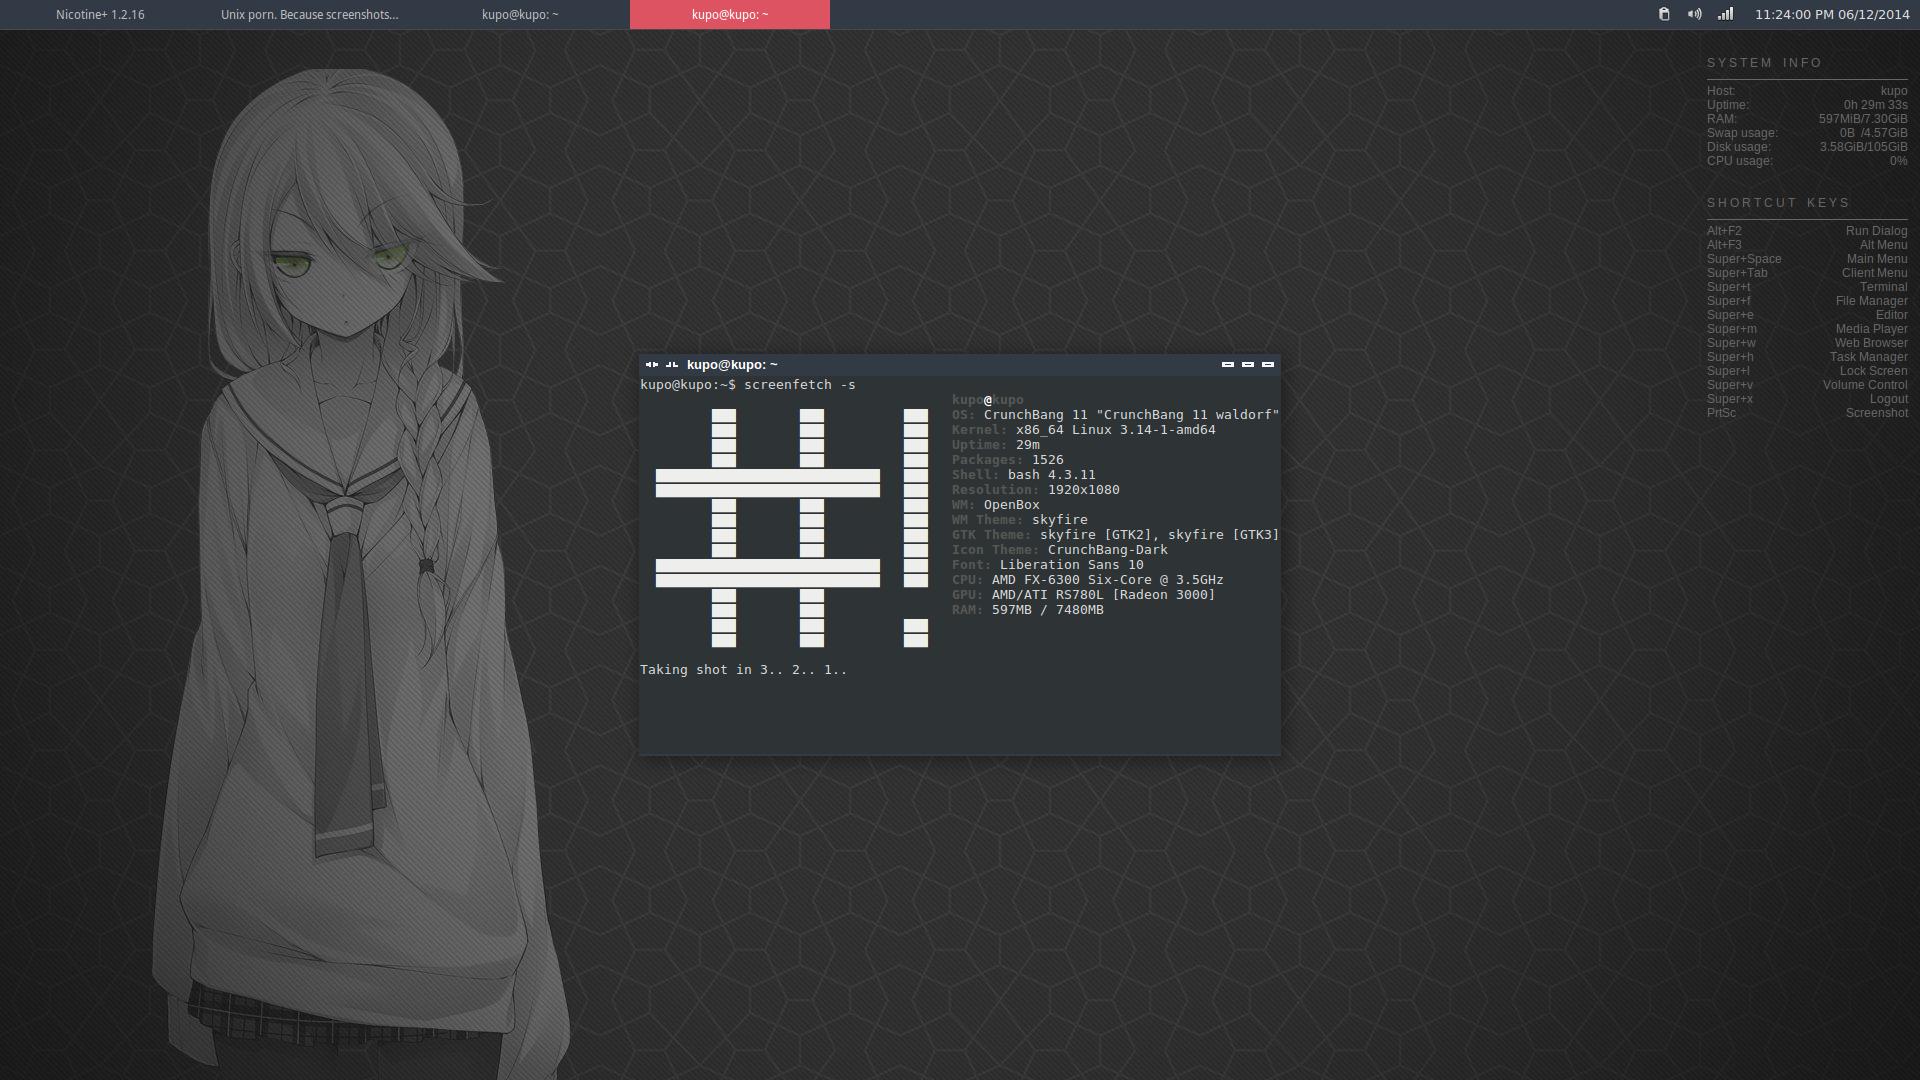 Nicotine+ 1.2.16 Unix porn. Because screenshots... kupo@kupo: ~ kupo@kupo: ~ 11:24:00 PM 06/12/2014
SYSTEM INFO
Host: kupo
Uptime: 0h 29m 33s
RAM: 597MiB/7.30GiB
Swap usage: 0B /4.57GiB
Disk usage: 3.58GiB/105GiB
CPU usage: 0%
SHORTCUT KEYS
Alt+F2 Run Dialog
Alt+F3 Alt Menu
Super+Space Main Menu
Super+Tab Client Menu
Super+t Terminal
Super+f File Manager
Super+e Editor
Super+m Media Player
Super+w Web Browser
Super+h Task Manager
Super+l Lock Screen
Super+v Volume Control
Super+x Logout
PrtSc Screenshot
kupo@kupo: ~
kupo@kupo:~$ screenfetch -s
kupo@kupo
OS: CrunchBang 11 "CrunchBang 11 waldorf"
Kernel: x86_64 Linux 3.14-1-amd64
Uptime: 29m
Packages: 1526
Shell: bash 4.3.11
Resolution: 1920x1080
WM: OpenBox
WM Theme: skyfire
GTK Theme: skyfire [GTK2], skyfire [GTK3]
Icon Theme: CrunchBang-Dark
Font: Liberation Sans 10
CPU: AMD FX-6300 Six-Core @ 3.5GHz
GPU: AMD/ATI RS780L [Radeon 3000]
RAM: 597MB / 7480MB
Taking shot in 3.. 2.. 1..